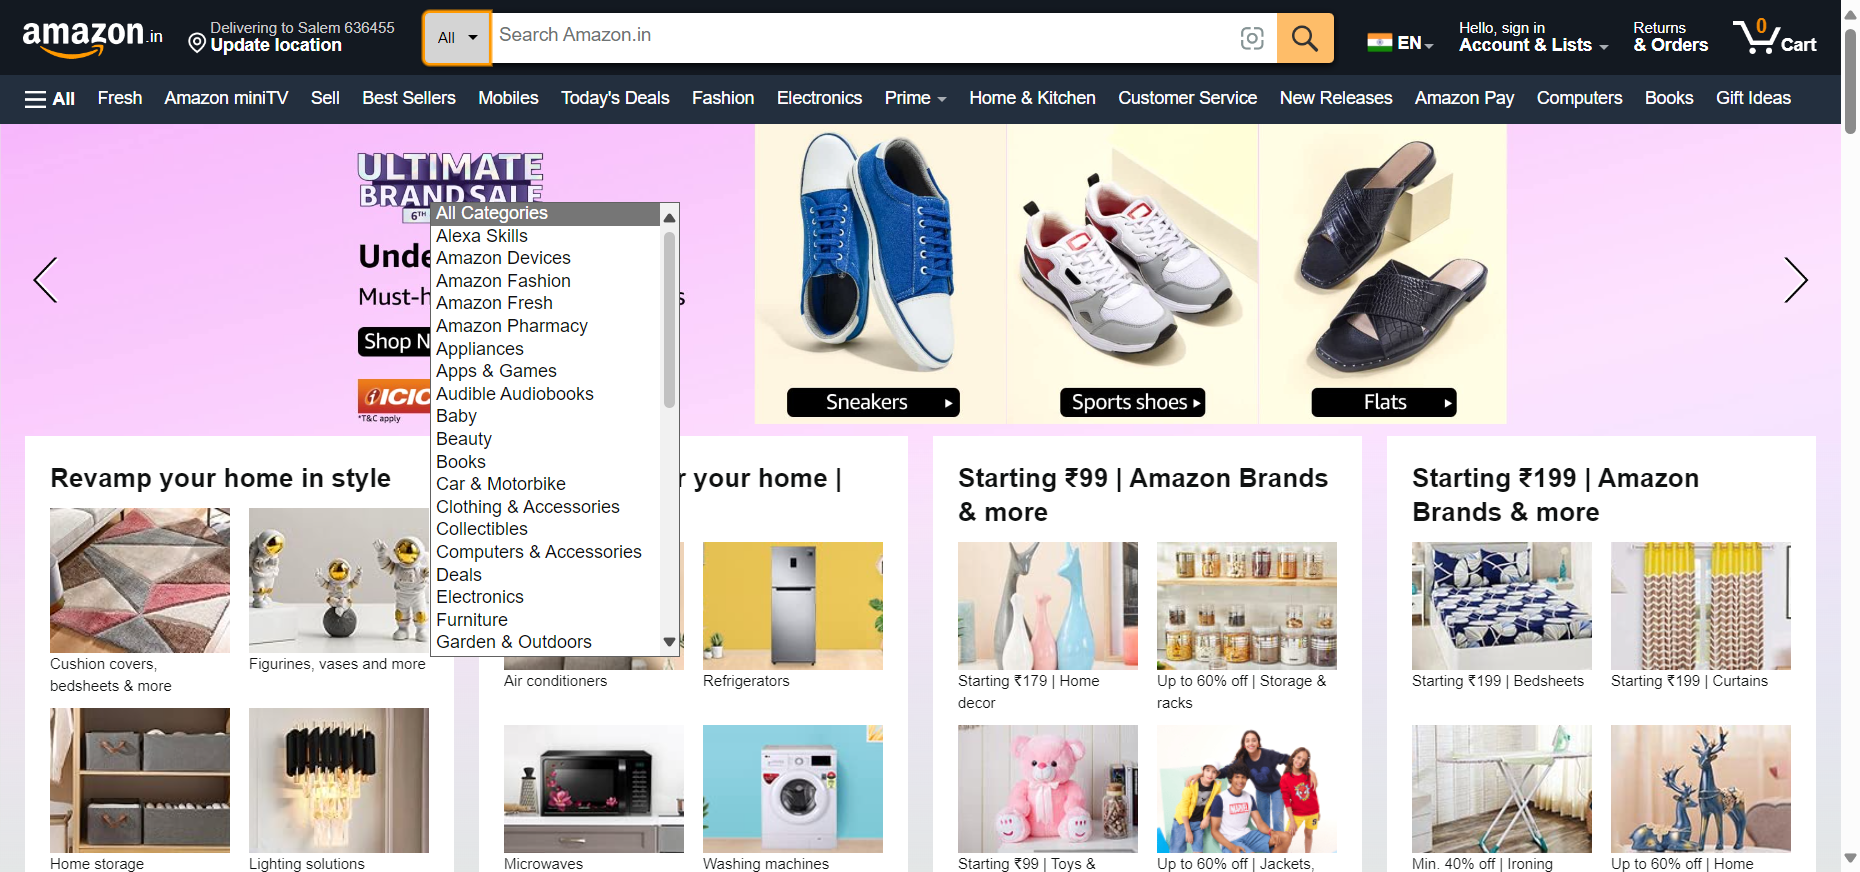 amazon.in
Delivering to Salem 636455
Update location
All
Search Amazon.in
EN
Hello, sign in
Account & Lists
Returns
& Orders
0
Cart
All
Fresh
Amazon miniTV
Sell
Best Sellers
Mobiles
Today's Deals
Fashion
Electronics
Prime
Home & Kitchen
Customer Service
New Releases
Amazon Pay
Computers
Books
Gift Ideas
ULTIMATE
BRAND SALE
6TH
Unde
Must-h
s
Shop N
ICIC
*T&C apply
All Categories
Alexa Skills
Amazon Devices
Amazon Fashion
Amazon Fresh
Amazon Pharmacy
Appliances
Apps & Games
Audible Audiobooks
Baby
Beauty
Books
Car & Motorbike
Clothing & Accessories
Collectibles
Computers & Accessories
Deals
Electronics
Furniture
Garden & Outdoors
Sneakers
Sports shoes
Flats
Revamp your home in style
Cushion covers,
bedsheets & more
Figurines, vases and more
Home storage
Lighting solutions
r your home |
Air conditioners
Refrigerators
Microwaves
Washing machines
Starting ₹99 | Amazon Brands
& more
Starting ₹179 | Home
decor
Up to 60% off | Storage &
racks
MARVEL
Starting ₹99 | Toys &
Up to 60% off | Jackets,
Starting ₹199 | Amazon
Brands & more
Starting ₹199 | Bedsheets
Starting ₹199 | Curtains
Min. 40% off | Ironing
Up to 60% off | Home